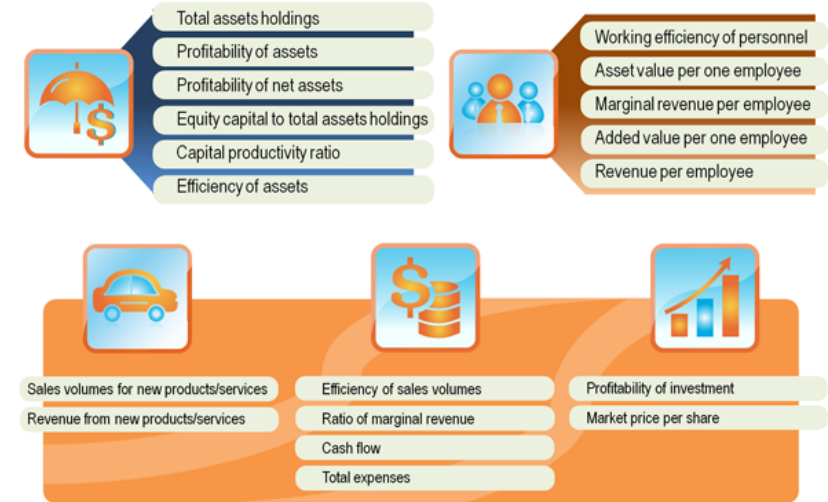 Total assets holdings
Profitability of assets
Profitability of net assets
Equity capital to total assets holdings
Capital productivity ratio
Efficiency of assets
Working efficiency of personnel
Asset value per one employee
Marginal revenue per employee
Added value per one employee
Revenue per employee
Sales volumes for new products/services
Revenue from new products/services
Efficiency of sales volumes
Ratio of marginal revenue
Cash flow
Total expenses
Profitability of investment
Market price per share